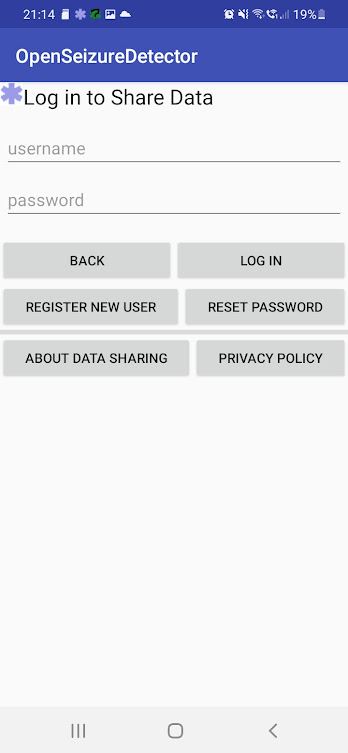 21:14 19%
OpenSeizureDetector
Log in to Share Data
username
password
BACK LOG IN
REGISTER NEW USER RESET PASSWORD
ABOUT DATA SHARING PRIVACY POLICY